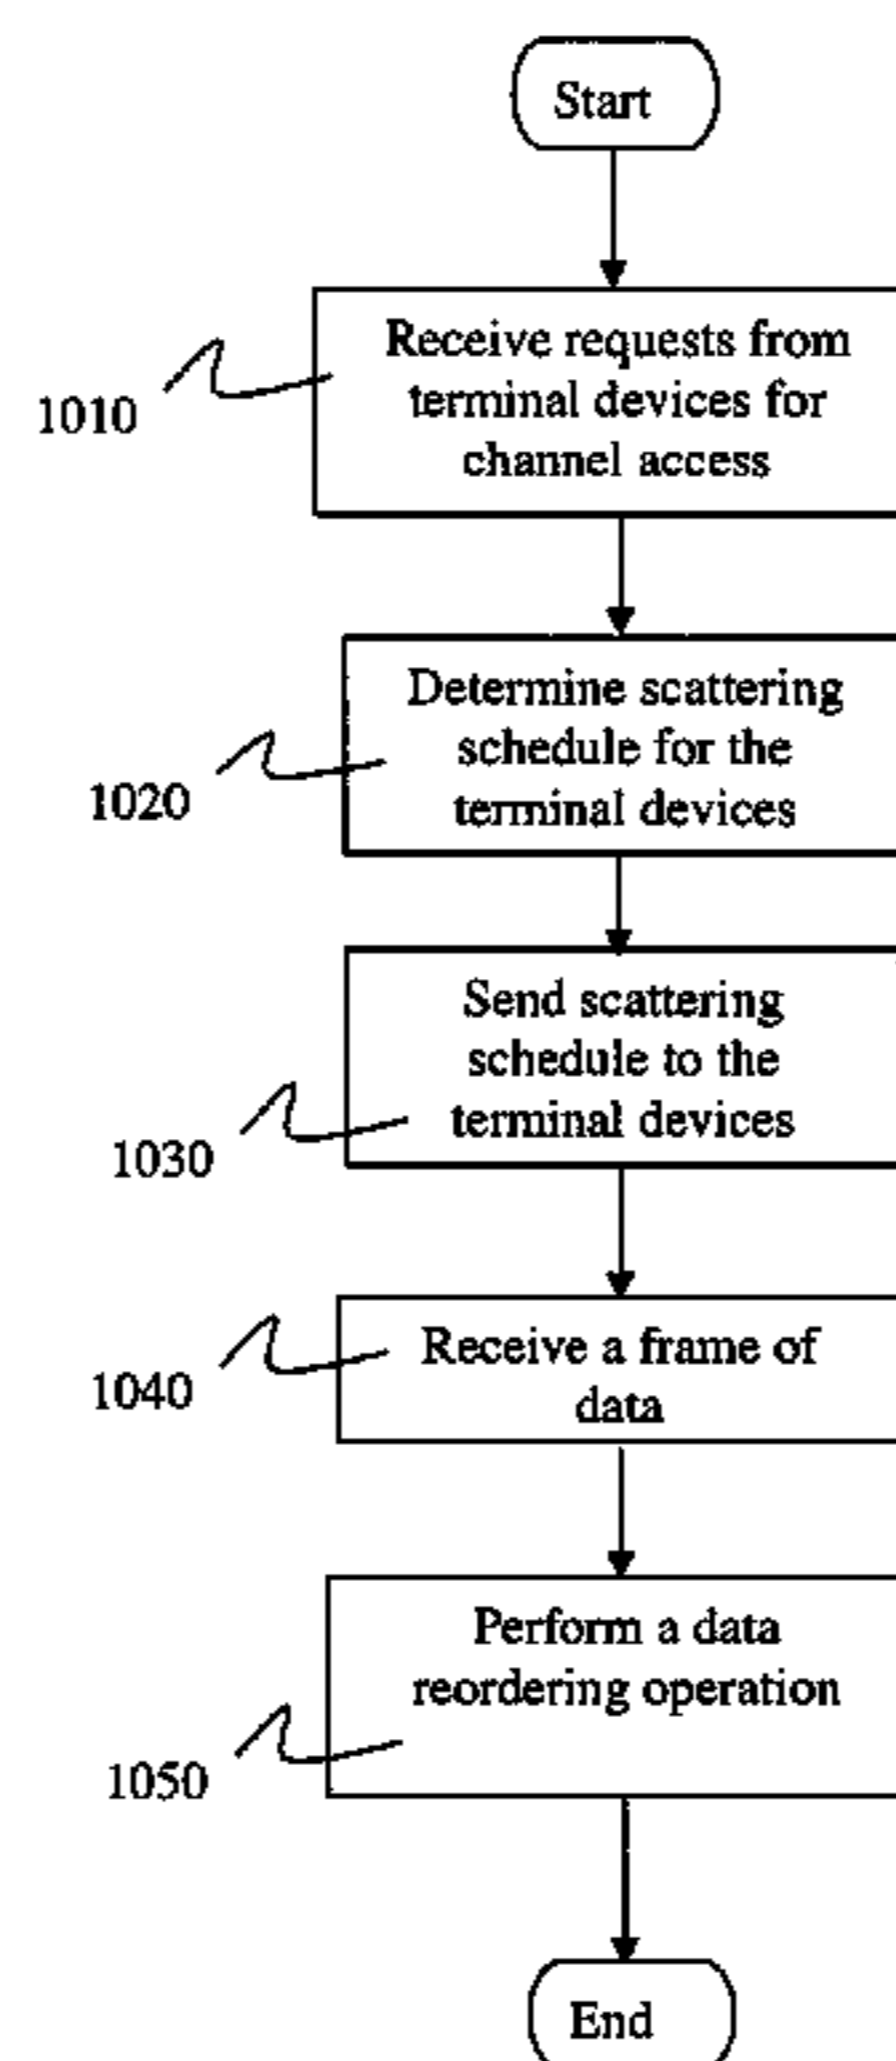 Start
Receive requests from
terminal devices for
channel access
1010
Determine scattering
schedule for the
terminal devices
1020
Send scattering
schedule to the
terminal devices
1030
Receive a frame of
data
1040
Perform a data
reordering operation
1050
End